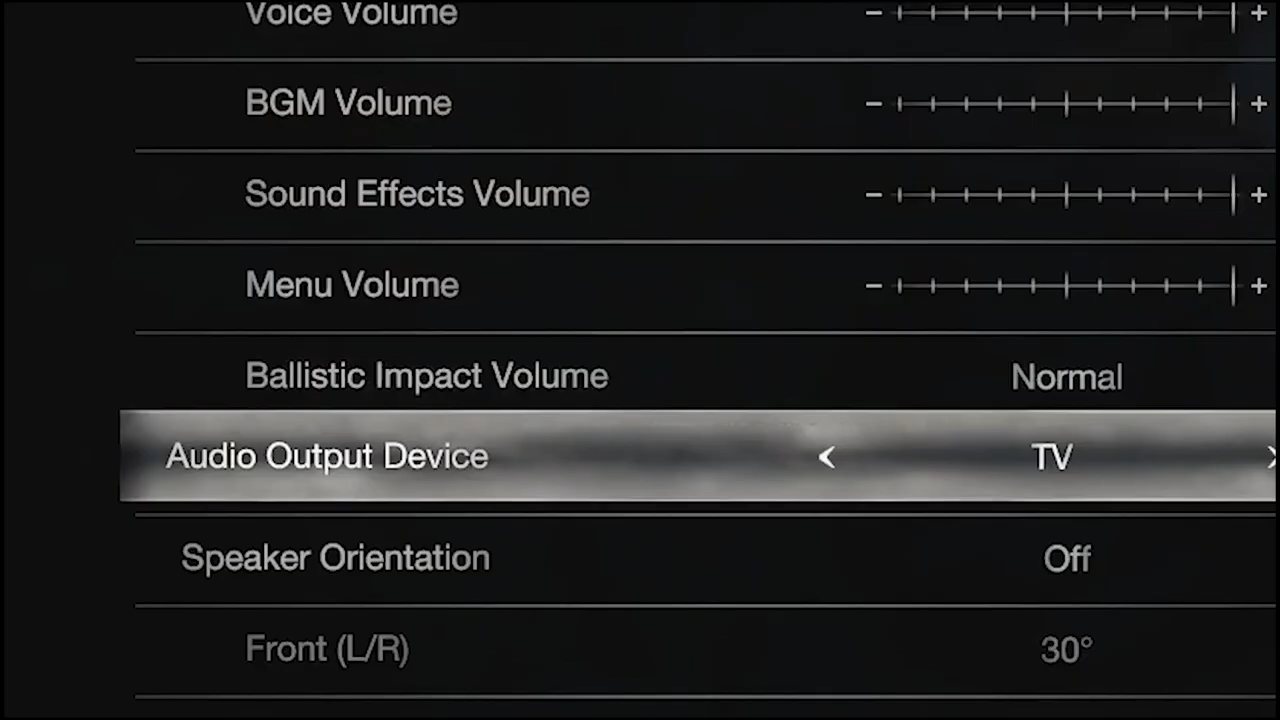 Voice Volume
BGM Volume
Sound Effects Volume
Menu Volume
Ballistic Impact Volume Normal
Audio Output Device TV
Speaker Orientation Off
Front (L/R) 30°